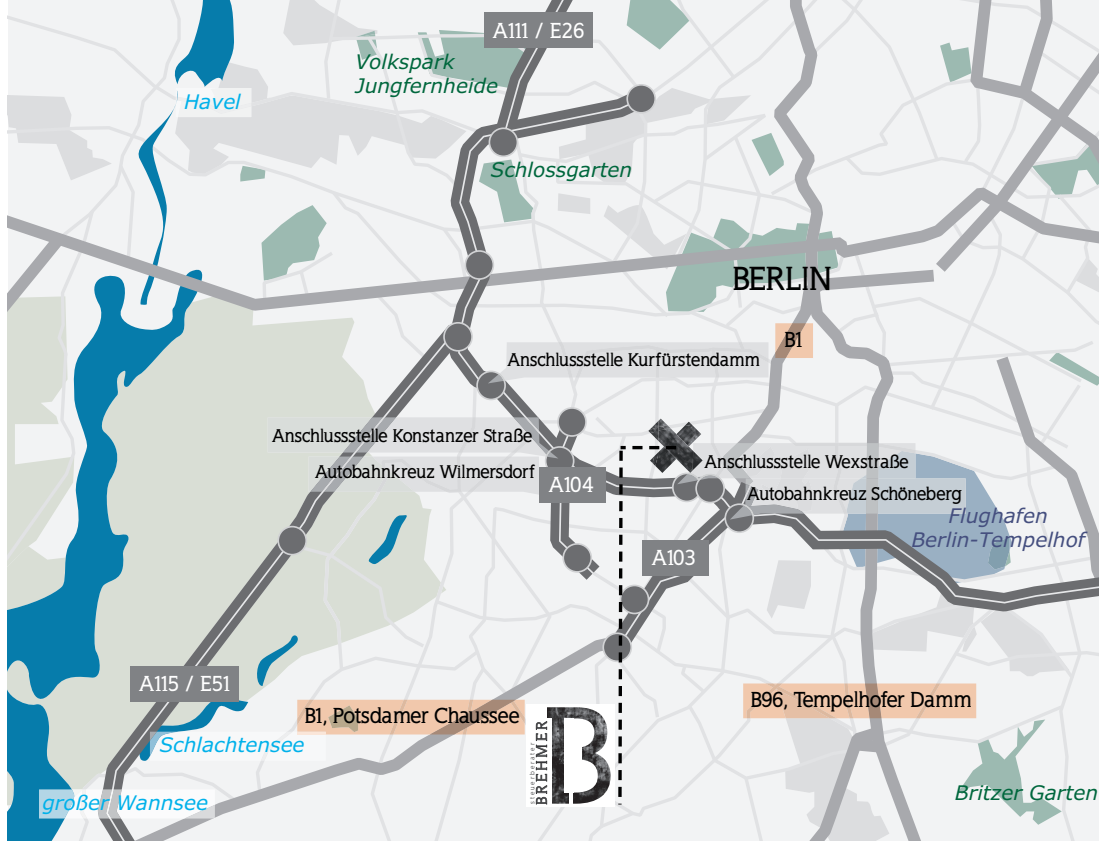 A111 / E26
Volkspark
Jungfernheide
Havel
Schlossgarten
BERLIN
B1
Anschlussstelle Kurfürstendamm
Anschlussstelle Konstanzer Straße
Autobahnkreuz Wilmersdorf
A104
Anschlussstelle Wexstraße
Autobahnkreuz Schöneberg
Flughafen
Berlin-Tempelhof
A103
A115 / E51
B1, Potsdamer Chaussee
B96, Tempelhofer Damm
Schlachtensee
großer Wannsee
steuerberater
BREHMER
B
Britzer Garten